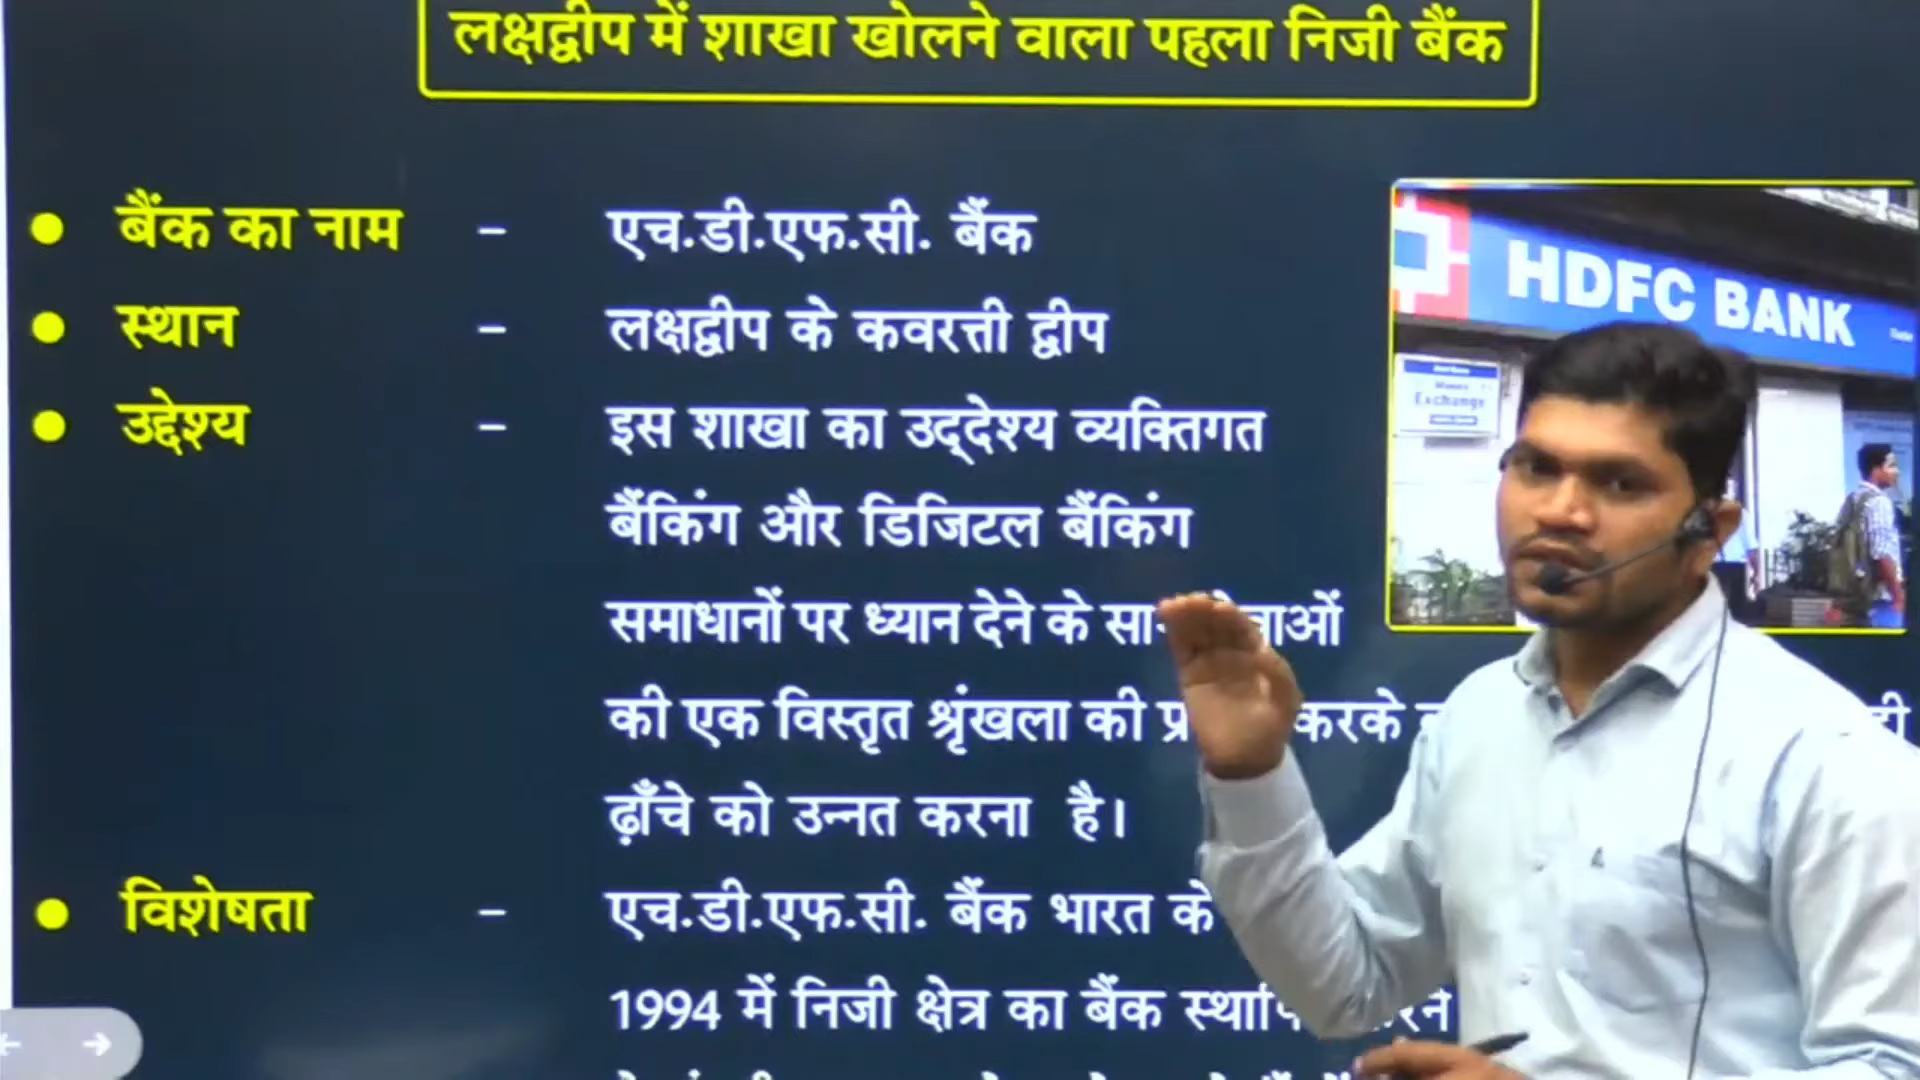 लक्षद्वीप में शाखा खोलने वाला पहला निजी बैंक
बैंक का नाम - एच.डी.एफ.सी. बैंक
स्थान - लक्षद्वीप के कवरत्ती द्वीप
उद्देश्य - इस शाखा का उद्देश्य व्यक्तिगत
बैंकिंग और डिजिटल बैंकिंग
समाधानों पर ध्यान देने के
की एक विस्तृत श्रृंखला की करके
ढ़ाँचे को उन्नत करना है।
विशेषता - एच.डी.एफ.सी. बैंक भारत के
1994 में निजी क्षेत्र का बैंक
HDFC BANK
Exchange